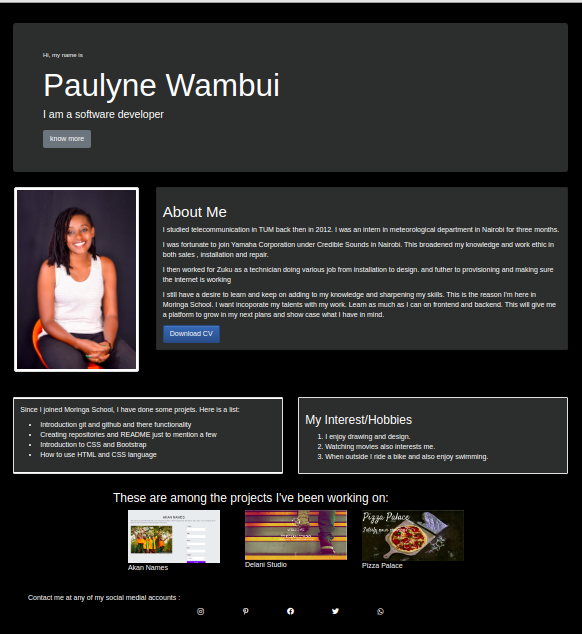 Hi, my name is
Paulyne Wambui
I am a software developer
know more
About Me
I studied telecommunication in TUM back then in 2012. I was an intern in meteorological department in Nairobi for three months.
I was fortunate to join Yamaha Corporation under Credible Sounds in Nairobi. This broadened my knowledge and work ethic in
both sales , installation and repair.
I then worked for Zuku as a technician doing various job from installation to design. and futher to provisioning and making sure
the internet is working
I still have a desire to learn and keep on adding to my knowledge and sharpening my skills. This is the reason I'm here in
Moringa School. I want incoporate my talents with my work. Learn as much as I can on frontend and backend. This will give me
a platform to grow in my next plans and show case what I have in mind.
Download CV
Since I joined Moringa School, I have done some projets. Here is a list:
• Introduction git and github and there functionality
• Creating repositories and README just to mention a few
• Introduction to CSS and Bootstrap
• How to use HTML and CSS language
My Interest/Hobbies
1. I enjoy drawing and design.
2. Watching movies also interests me.
3. When outside I ride a bike and also enjoy swimming.
These are among the projects I've been working on:
AKAN NAMES
Pizza Palace
Akan Names
Delani Studio
Pizza Palace
Contact me at any of my social medial accounts :